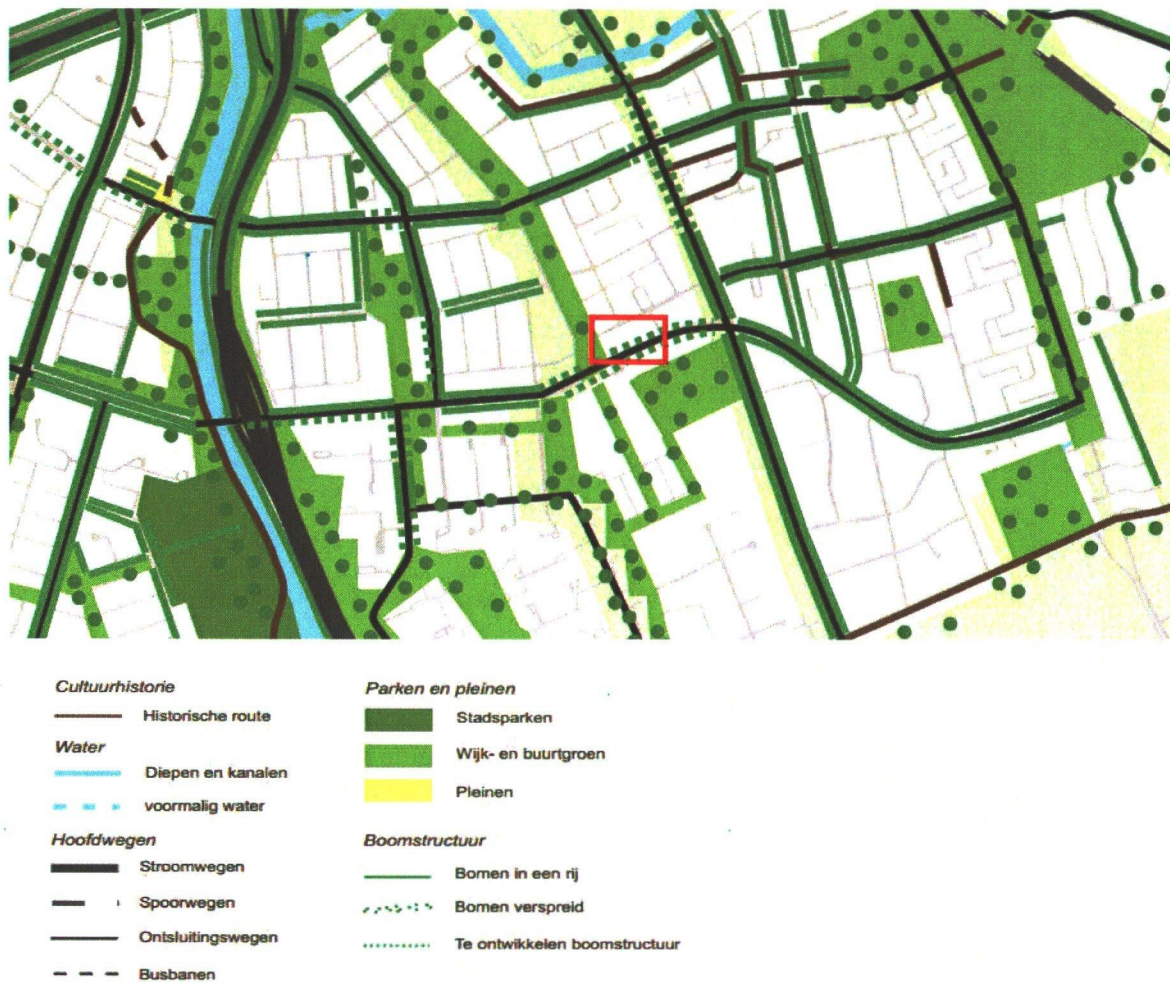 Cultuurhistorie
Historische route
Water
Diepen en kanalen
voormalig water
Hoofdwegen
Stroomwegen
Spoorwegen
Ontsluitingswegen
Busbanen
Parken en pleinen
Stadsparken
Wijk- en buurtgroen
Pleinen
Boomstructuur
Bomen in een rij
Bomen verspreid
Te ontwikkelen boomstructuur